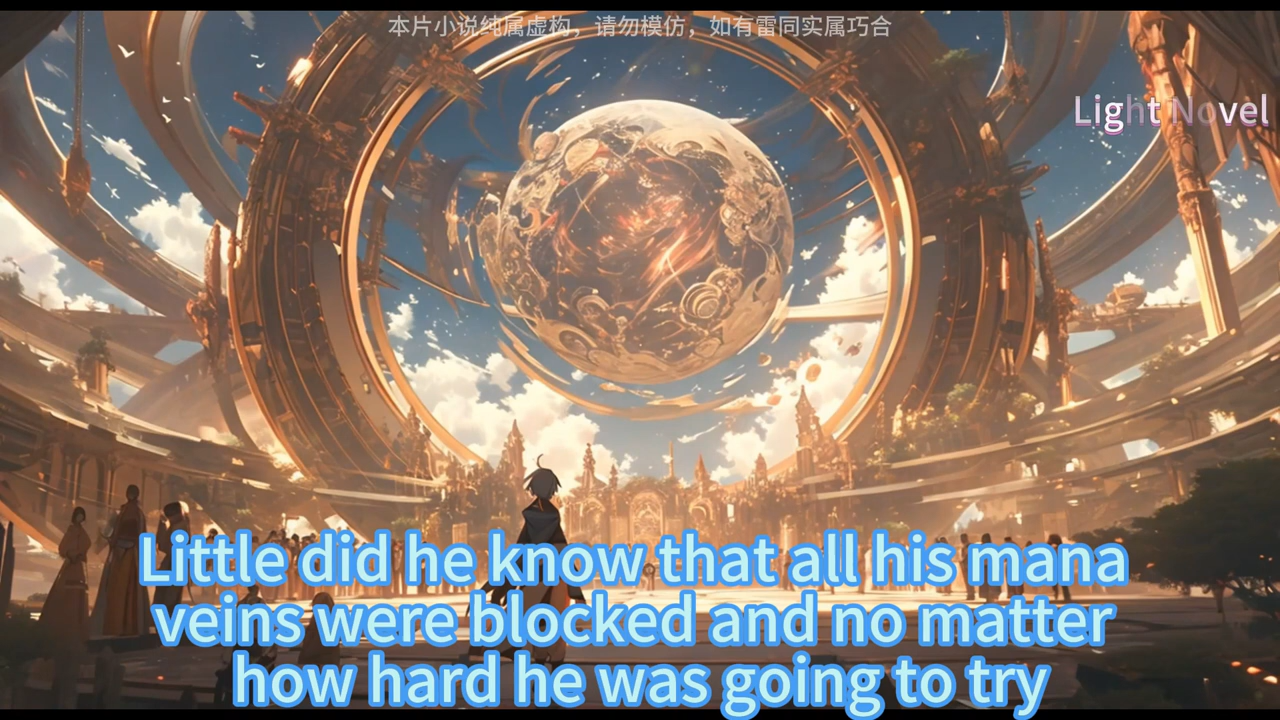 本片小说纯属虚构，请勿模仿，如有雷同实属巧合
Light Novel
Little did he know that all his mana
veins were blocked and no matter
how hard he was going to try